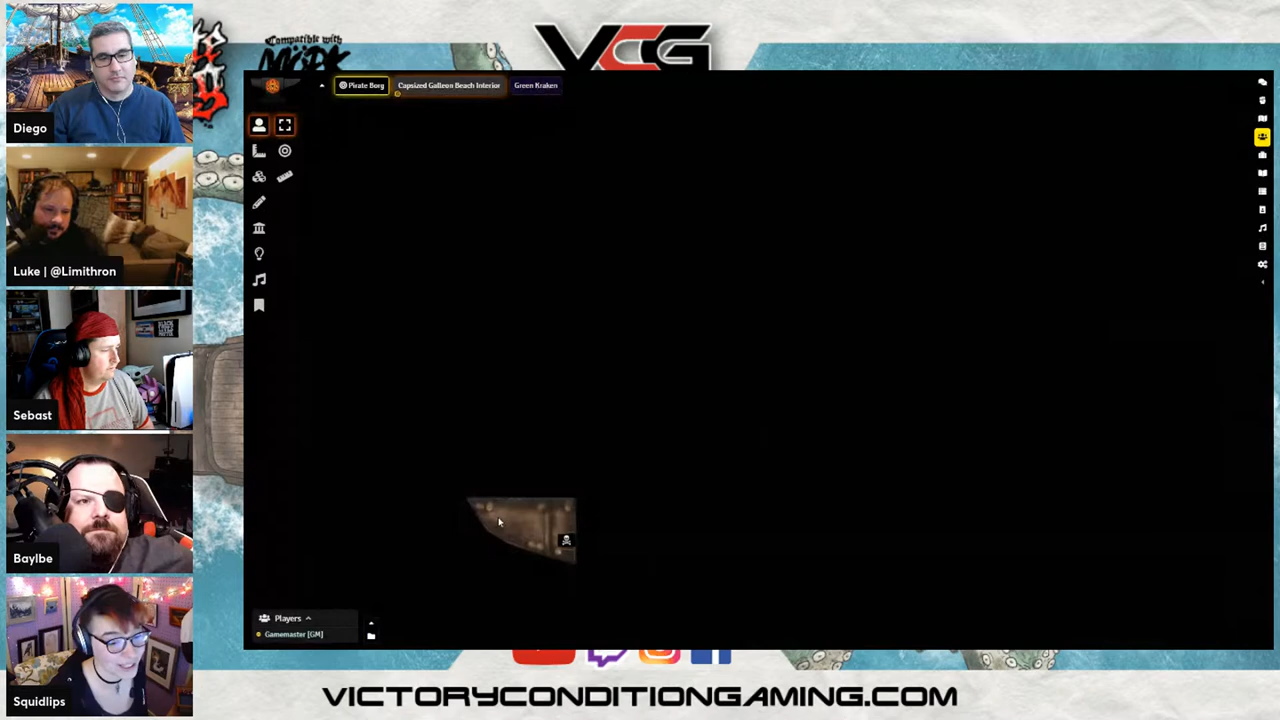 Compatible with
MÖRK
VCG
Pirate Borg
Capsized Galleon Beach Interior
Green Kraken
Diego
Luke | @Limithron
Sebast
Baylbe
Squidlips
Players
Gamemaster [GM]
VICTORYCONDITIONGAMING.COM